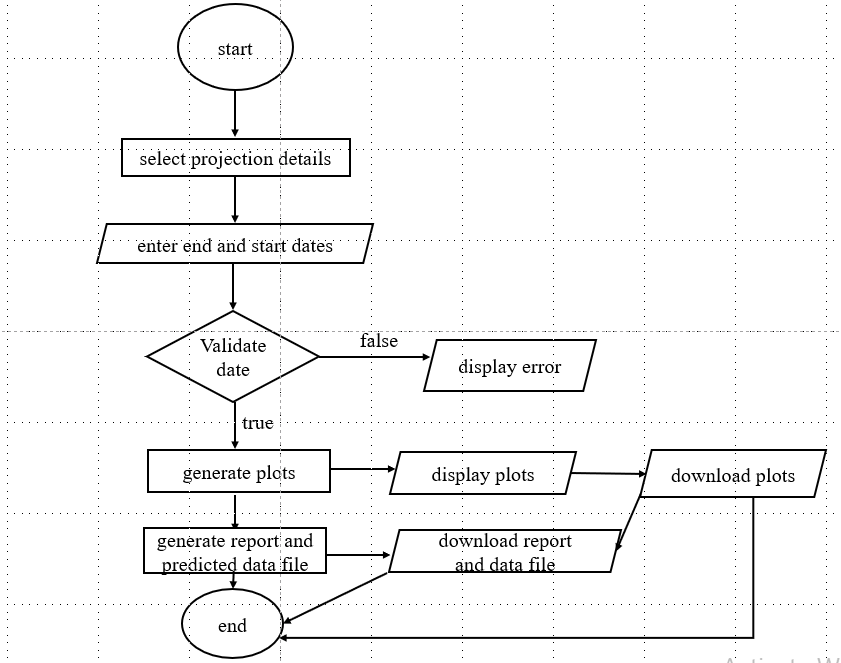 start
select projection details
enter end and start dates
Validate
date
false
display error
true
generate plots
display plots
download plots
generate report and
predicted data file
download report
and data file
end